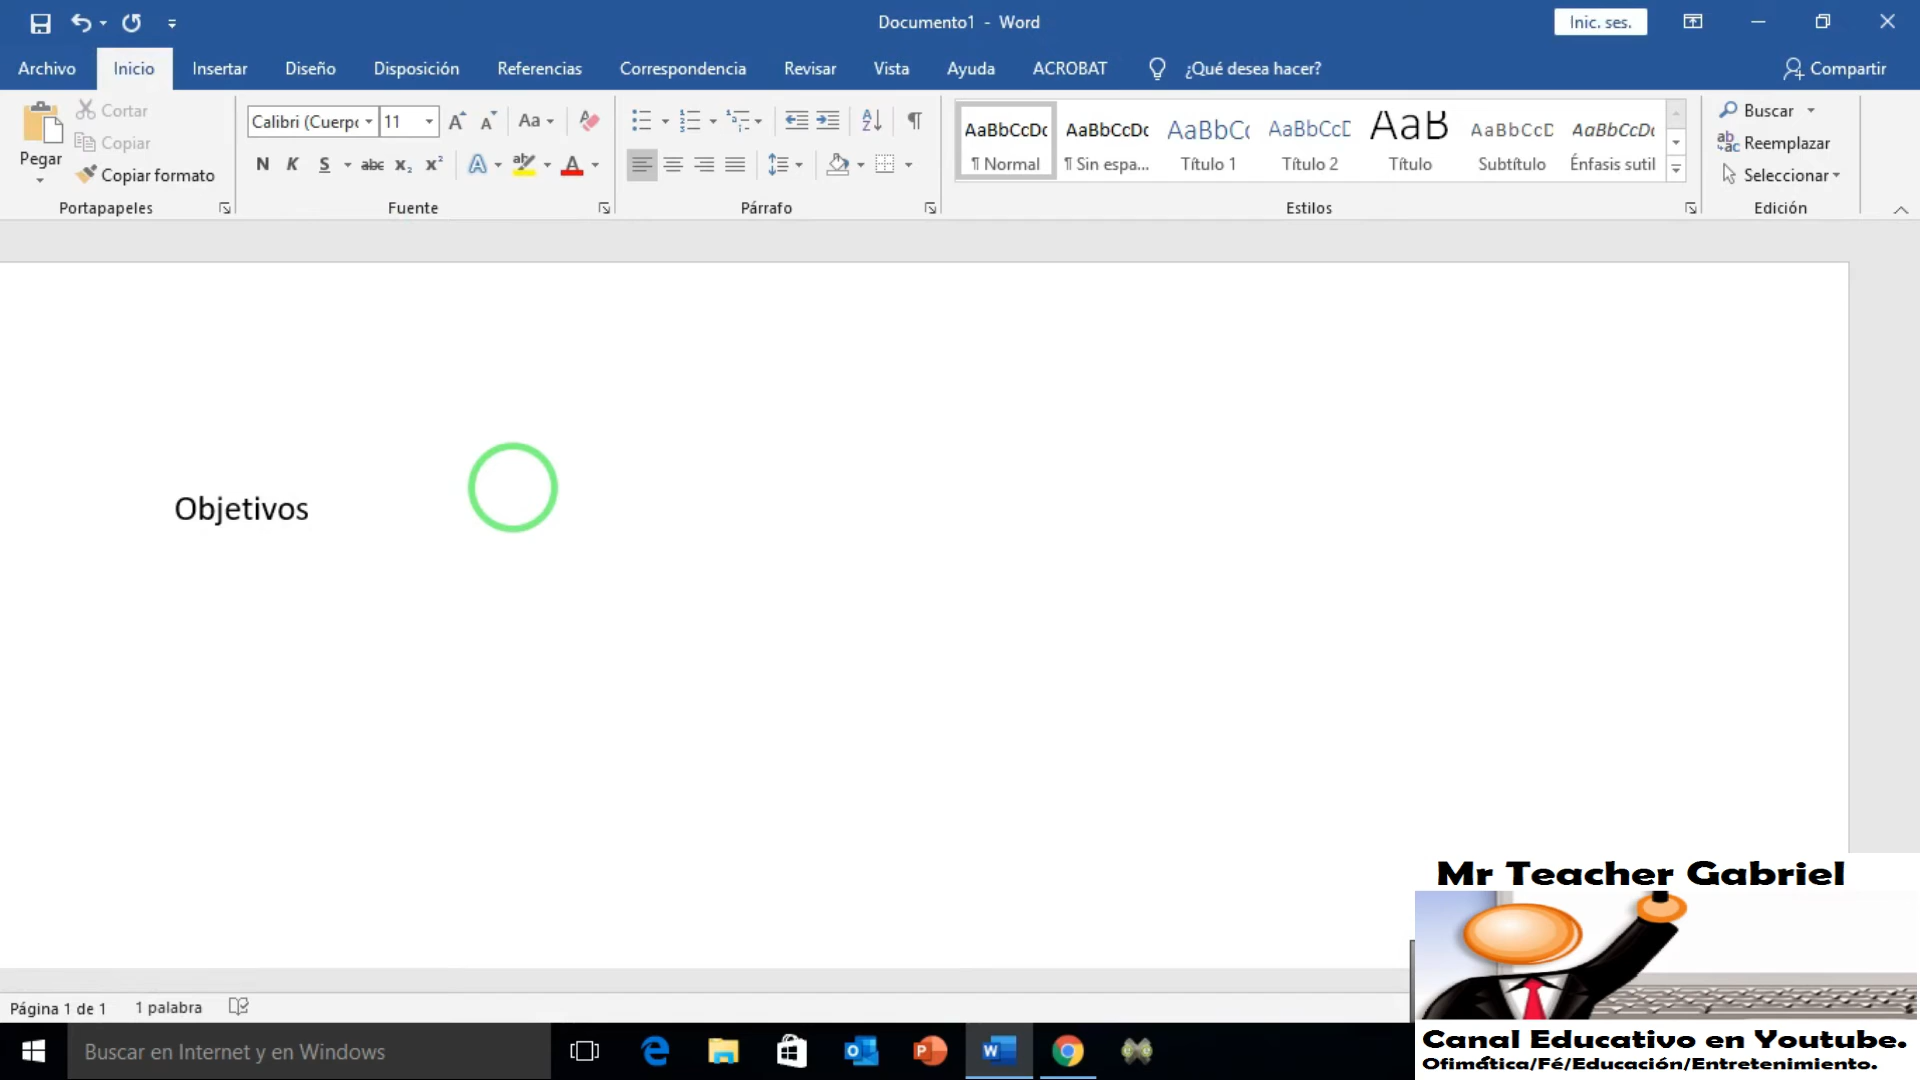 Documento1 - Word
Inic. ses.
Archivo Inicio Insertar Diseño Disposición Referencias Correspondencia Revisar Vista Ayuda ACROBAT ¿Qué desea hacer? Compartir
Pegar
Cortar
Copiar
Copiar formato
Portapapeles
Calibri (Cuerpo 11 Aa
N K S abc x₂ x² A ab A
Fuente
Párrafo
AaBbCcDc AaBbCcDc AaBbCc AaBbCcD AaB AaBbCcD AaBbCcDc
¶ Normal ¶ Sin espa... Título 1 Título 2 Título Subtítulo Énfasis sutil
Estilos
Buscar
Reemplazar
Seleccionar
Edición
Objetivos
Mr Teacher Gabriel
Canal Educativo en Youtube.
Ofimática/Fé/Educación/Entretenimiento.
Página 1 de 1 1 palabra
Buscar en Internet y en Windows